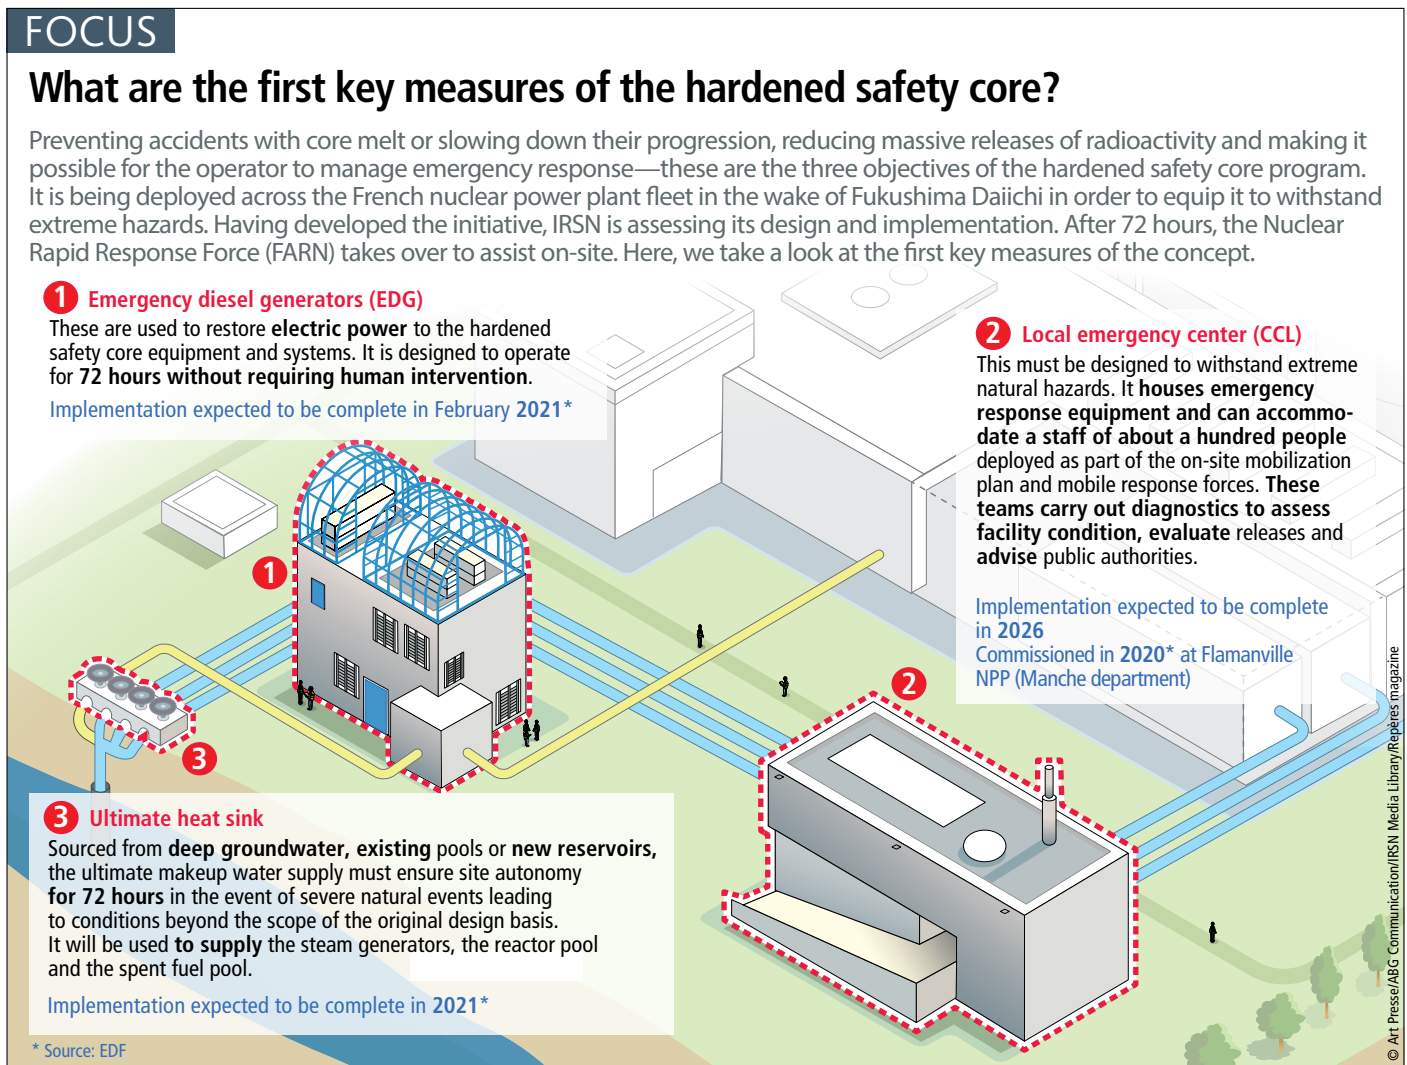 FOCUS
What are the first key measures of the hardened safety core?
Preventing accidents with core melt or slowing down their progression, reducing massive releases of radioactivity and making it
possible for the operator to manage emergency response—these are the three objectives of the hardened safety core program.
It is being deployed across the French nuclear power plant fleet in the wake of Fukushima Daiichi in order to equip it to withstand
extreme hazards. Having developed the initiative, IRSN is assessing its design and implementation. After 72 hours, the Nuclear
Rapid Response Force (FARN) takes over to assist on-site. Here, we take a look at the first key measures of the concept.
1 Emergency diesel generators (EDG)
These are used to restore electric power to the hardened
safety core equipment and systems. It is designed to operate
for 72 hours without requiring human intervention.
Implementation expected to be complete in February 2021*
2 Local emergency center (CCL)
This must be designed to withstand extreme
natural hazards. It houses emergency
response equipment and can accommo-
date a staff of about a hundred people
deployed as part of the on-site mobilization
plan and mobile response forces. These
teams carry out diagnostics to assess
facility condition, evaluate releases and
advise public authorities.
Implementation expected to be complete
in 2026
Commissioned in 2020* at Flamanville
NPP (Manche department)
1
2
3
3 Ultimate heat sink
Sourced from deep groundwater, existing pools or new reservoirs,
the ultimate makeup water supply must ensure site autonomy
for 72 hours in the event of severe natural events leading
to conditions beyond the scope of the original design basis.
It will be used to supply the steam generators, the reactor pool
and the spent fuel pool.
Implementation expected to be complete in 2021*
* Source: EDF
© Art Presse/ABG Communication/IRSN Media Library/Repères magazine